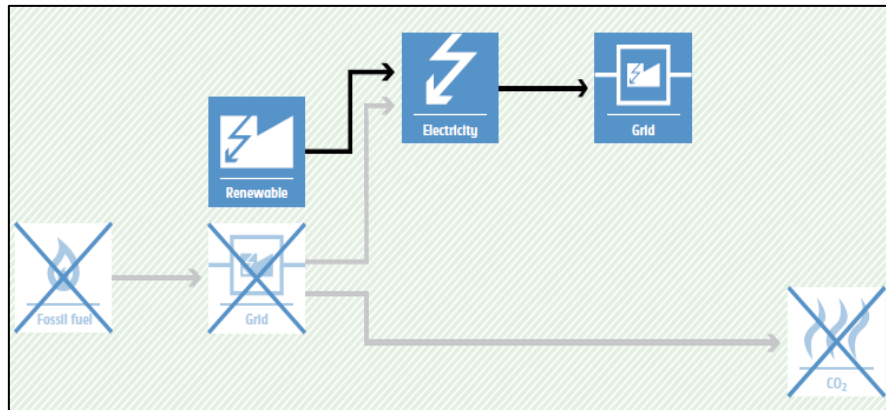 Electricity
Grid
Renewable
Fossil fuel
Grid
CO₂